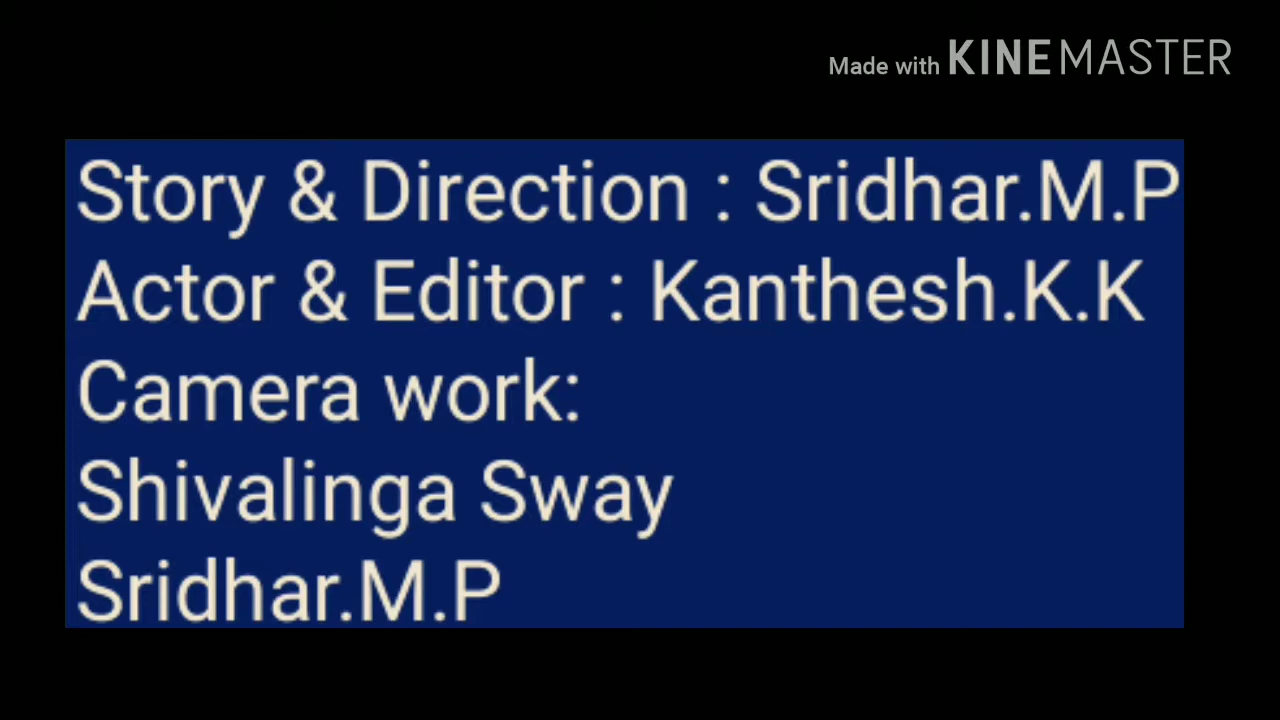 Made with KINEMASTER
Story & Direction : Sridhar.M.P
Actor & Editor : Kanthesh.K.K
Camera work:
Shivalinga Sway
Sridhar.M.P